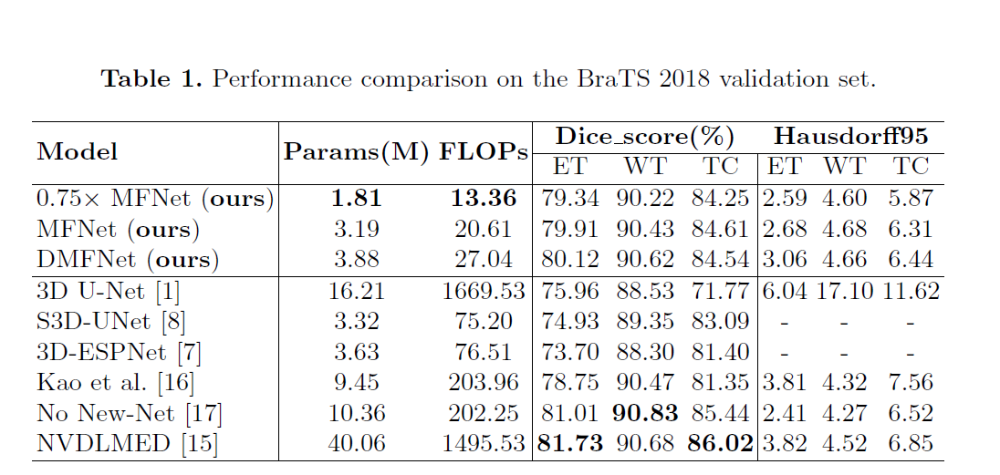 Table 1. Performance comparison on the BraTS 2018 validation set.
Model Params(M) FLOPs Dice_score(%) Hausdorff95
ET WT TC ET WT TC
0.75× MFNet (ours) 1.81 13.36 79.34 90.22 84.25 2.59 4.60 5.87
MFNet (ours) 3.19 20.61 79.91 90.43 84.61 2.68 4.68 6.31
DMFNet (ours) 3.88 27.04 80.12 90.62 84.54 3.06 4.66 6.44
3D U-Net [1] 16.21 1669.53 75.96 88.53 71.77 6.04 17.10 11.62
S3D-UNet [8] 3.32 75.20 74.93 89.35 83.09 - - -
3D-ESPNet [7] 3.63 76.51 73.70 88.30 81.40 - - -
Kao et al. [16] 9.45 203.96 78.75 90.47 81.35 3.81 4.32 7.56
No New-Net [17] 10.36 202.25 81.01 90.83 85.44 2.41 4.27 6.52
NVDLMED [15] 40.06 1495.53 81.73 90.68 86.02 3.82 4.52 6.85